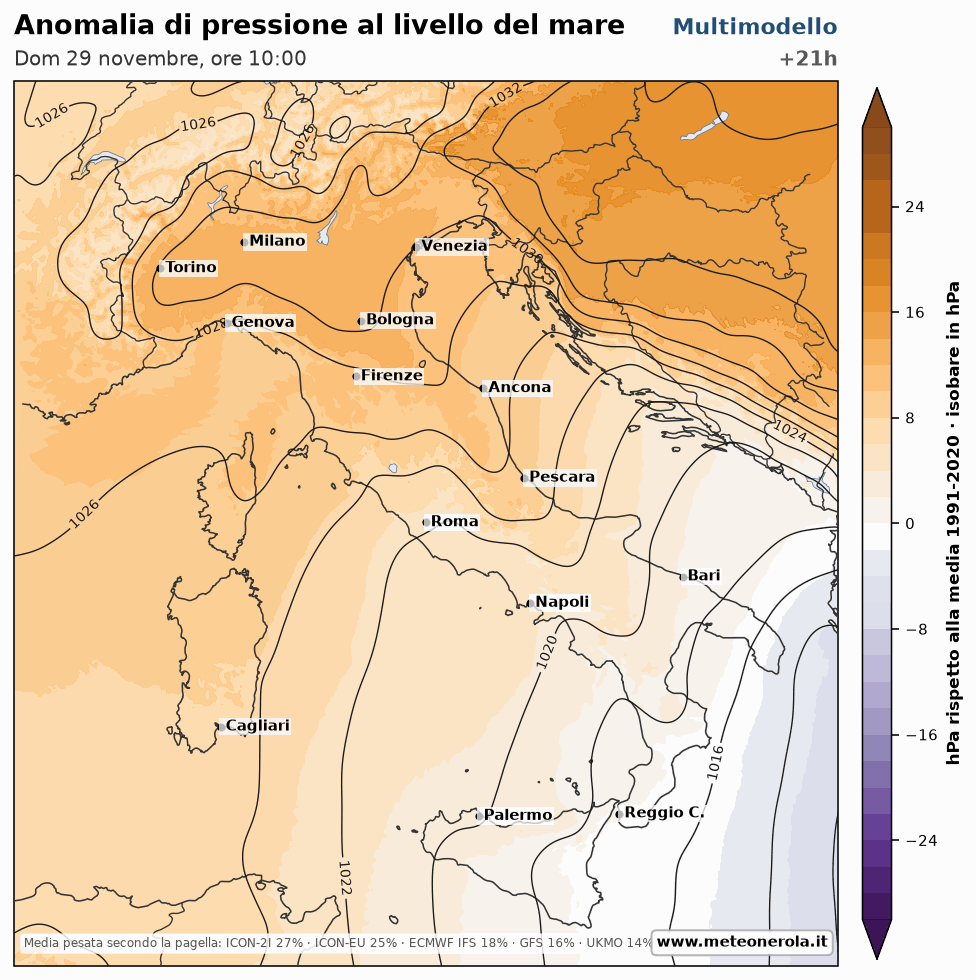 Anomalia di pressione al livello del mare
Multimodello
Dom 29 novembre, ore 10:00
+21h
1032
1026
1026
1026
Milano
Venezia
1030
Torino
Genova
1028
Bologna
Firenze
Ancona
1024
Pescara
1026
Roma
Bari
Napoli
1020
Cagliari
1016
Palermo
Reggio C.
1022
Media pesata secondo la pagella: ICON-2I 27% · ICON-EU 25% · ECMWF IFS 18% · GFS 16% · UKMO 14%
www.meteonerola.it
24
16
8
0
−8
−16
−24
hPa rispetto alla media 1991-2020 · isobare in hPa